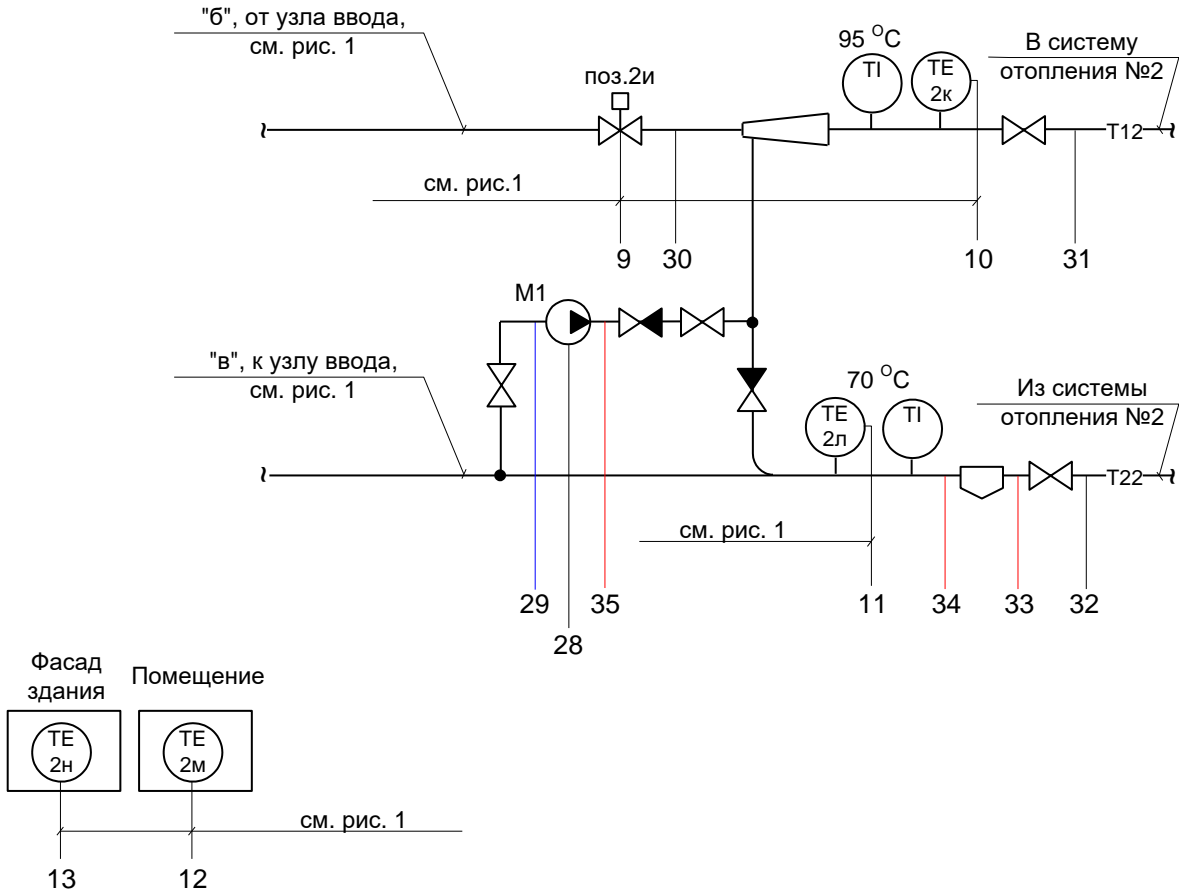 "б", от узла ввода,
см. рис. 1
95 ⁰C
В систему
отопления №2
поз.2и
TI
TE
2к
T12
см. рис.1
9
30
10
31
М1
"в", к узлу ввода,
см. рис. 1
70 ⁰C
Из системы
отопления №2
TE
2л
TI
T22
см. рис. 1
29
35
11
34
33
32
28
Фасад
здания
Помещение
TE
2н
TE
2м
см. рис. 1
13
12